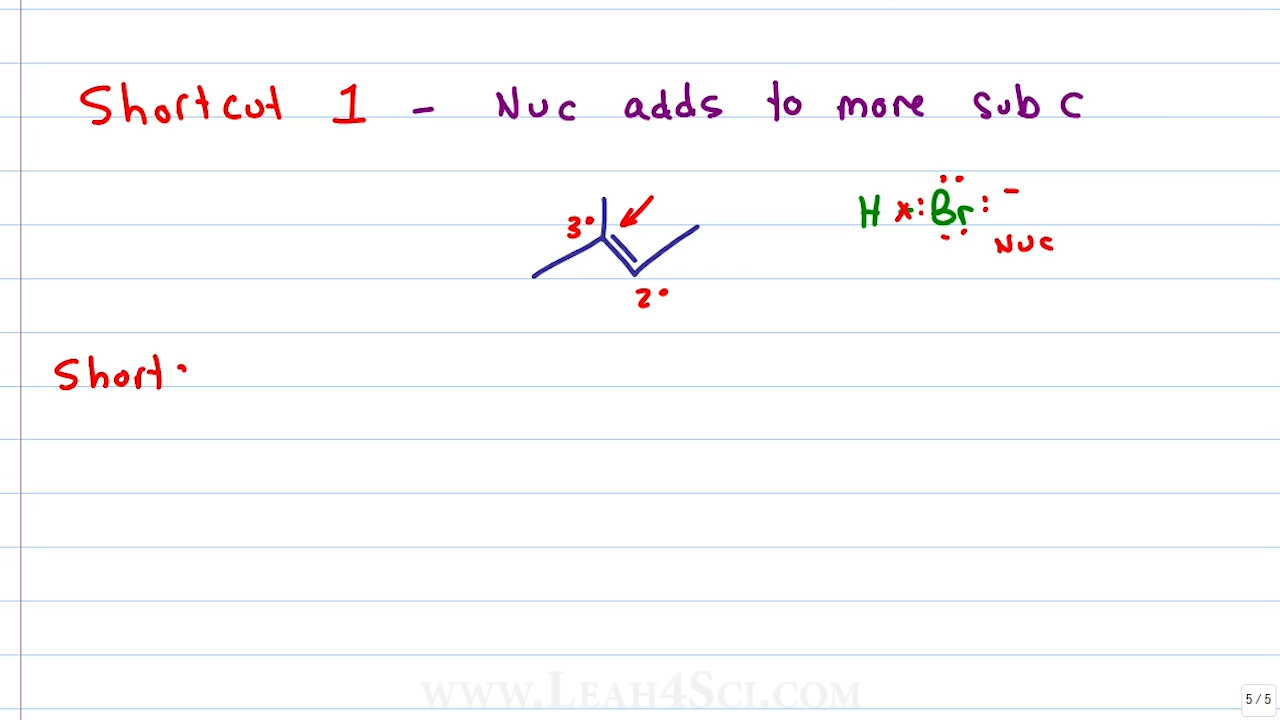 Shortcut 1 - Nuc adds to more sub C
3° 2°
H :Br: -
Nuc
Short
www.Leah4Sci.com
5/5